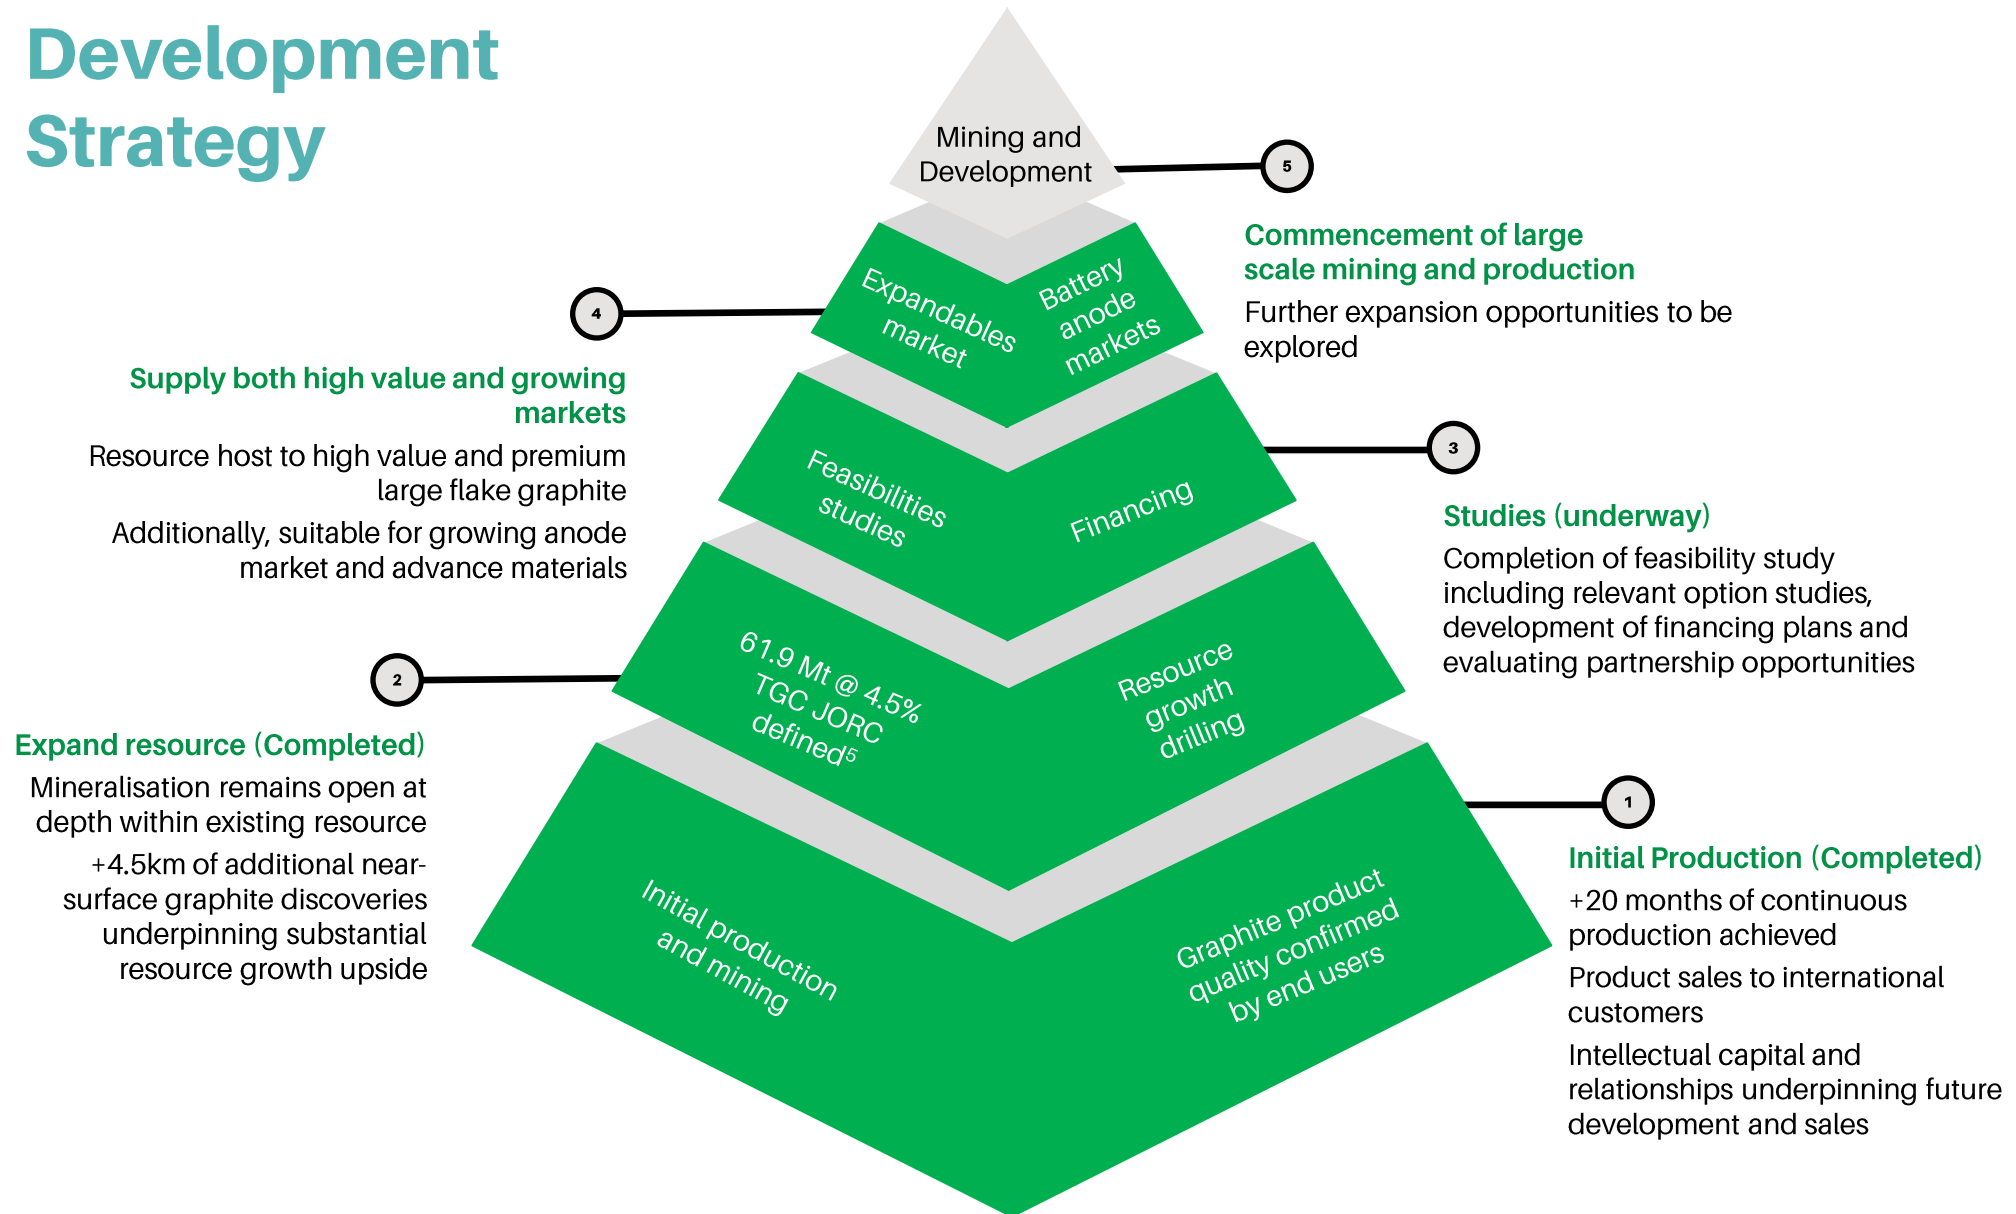 Development
Strategy
Mining and
Development
5
Commencement of large
scale mining and production
Further expansion opportunities to be
explored
Expandables
market
Battery
anode
markets
4
Supply both high value and growing
markets
Resource host to high value and premium
large flake graphite
Additionally, suitable for growing anode
market and advance materials
Feasibilities
studies
Financing
3
Studies (underway)
Completion of feasibility study
including relevant option studies,
development of financing plans and
evaluating partnership opportunities
61.9 Mt @ 4.5%
TGC JORC
defined⁵
Resource
growth
drilling
2
Expand resource (Completed)
Mineralisation remains open at
depth within existing resource
+4.5km of additional near-
surface graphite discoveries
underpinning substantial
resource growth upside
Initial production
and mining
Graphite product
quality confirmed
by end users
1
Initial Production (Completed)
+20 months of continuous
production achieved
Product sales to international
customers
Intellectual capital and
relationships underpinning future
development and sales